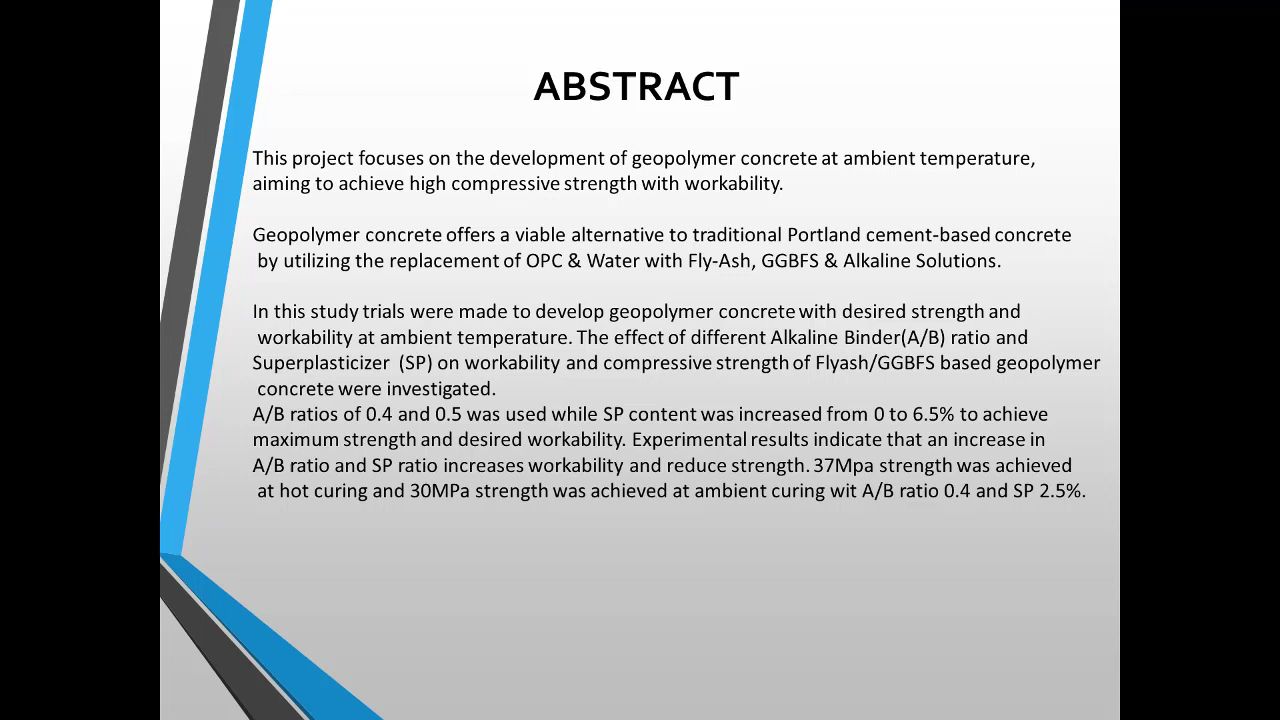 ABSTRACT
This project focuses on the development of geopolymer concrete at ambient temperature,
aiming to achieve high compressive strength with workability.
Geopolymer concrete offers a viable alternative to traditional Portland cement-based concrete
by utilizing the replacement of OPC & Water with Fly-Ash, GGBFS & Alkaline Solutions.
In this study trials were made to develop geopolymer concrete with desired strength and
workability at ambient temperature. The effect of different Alkaline Binder(A/B) ratio and
Superplasticizer (SP) on workability and compressive strength of Flyash/GGBFS based geopolymer
concrete were investigated.
A/B ratios of 0.4 and 0.5 was used while SP content was increased from 0 to 6.5% to achieve
maximum strength and desired workability. Experimental results indicate that an increase in
A/B ratio and SP ratio increases workability and reduce strength. 37Mpa strength was achieved
at hot curing and 30MPa strength was achieved at ambient curing wit A/B ratio 0.4 and SP 2.5%.